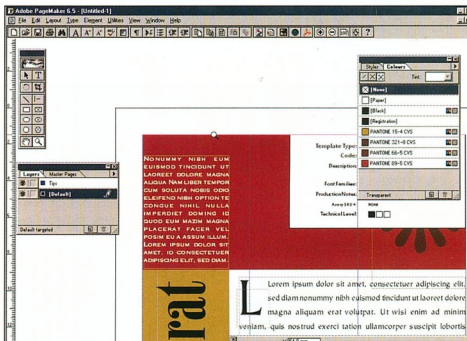 Adobe PageMaker 6.5 - [Untitled-1]
File Edit Layout Type Element Utilities View Window Help
Styles Colours
Tint:
[None]
[Paper]
[Black]
[Registration]
PANTONE 15-4 CVS
PANTONE 321-8 CVS
PANTONE 66-5 CVS
PANTONE 89-5 CVS
Transparent
Layers Master Pages
Tips
[Default]
Default targeted
NONUMMY NIBH EUM
EUISMOD TINCIDUNT UT
LAOREET DOLORE MAGNA
ALIQUA NAM LIBER TEMPOR
CUM SOLUTA NOBIS ODIO
ELEIFEND NIBH OPTION TE
CONGUE NIHIL NULLA
IMPERDIET DOMING ID
QUOD EUM MAZIM MAGNA
PLACERAT FACER VEL
POSIM EU A ASSUM ILLUM.
LOREM IPSUM DOLOR SIT
AMET, ID CONSECTETUER
ADIPISCING ELIT, SED DIAM.
Template Type:
Code:
Description:
Font Families:
Production Notes:
None
Technical Level:
rat
Lorem ipsum dolor sit amet, consectetuer adipiscing elit,
sed diam nonummy nibh euismod tincidunt ut laoreet dolore
magna aliquam erat volutpat. Ut wisi enim ad minim
veniam, quis nostrud exerci tation ullamcorper suscipit lobortis